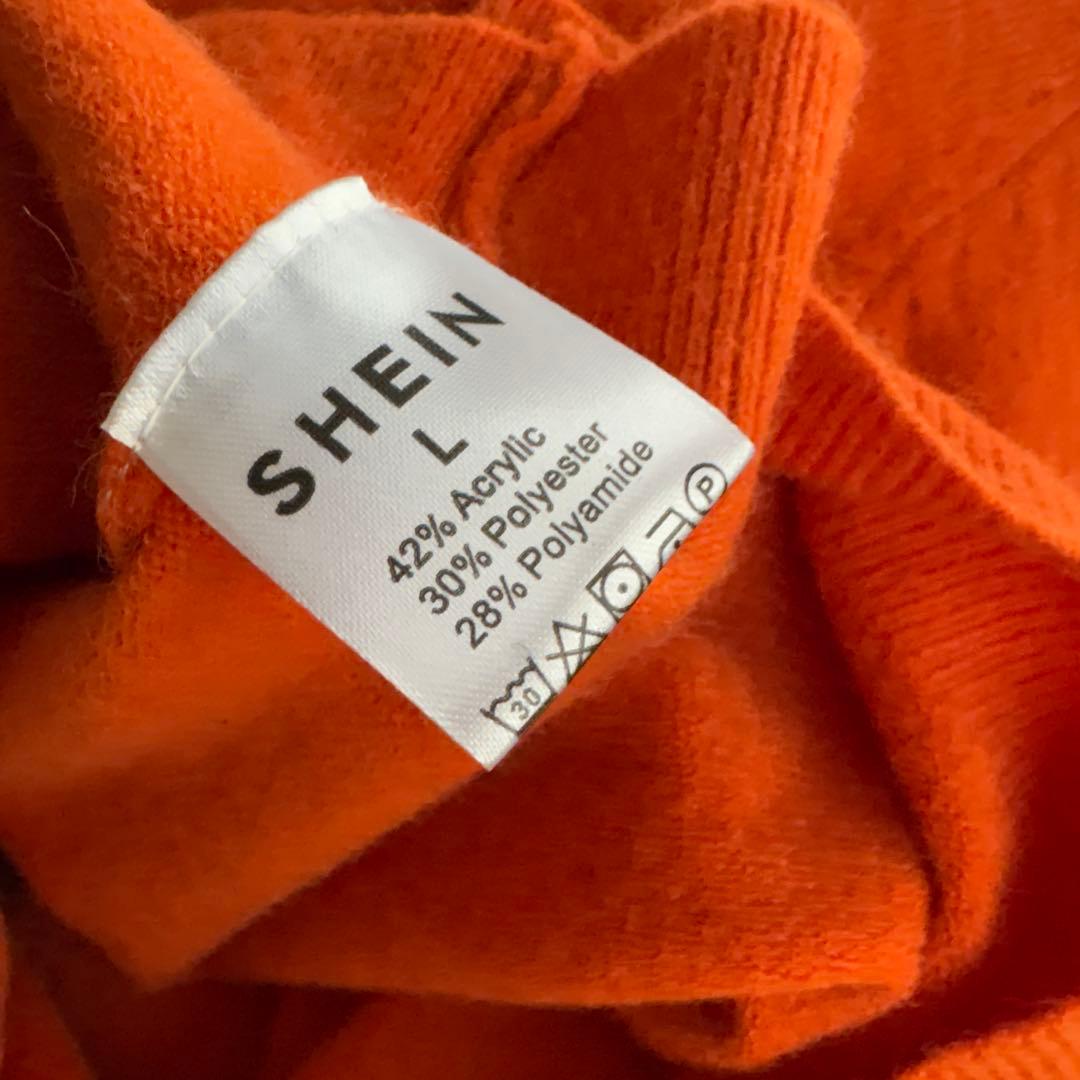 SHEIN
L
42% Acrylic
30% Polyester
28% Polyamide
30 P